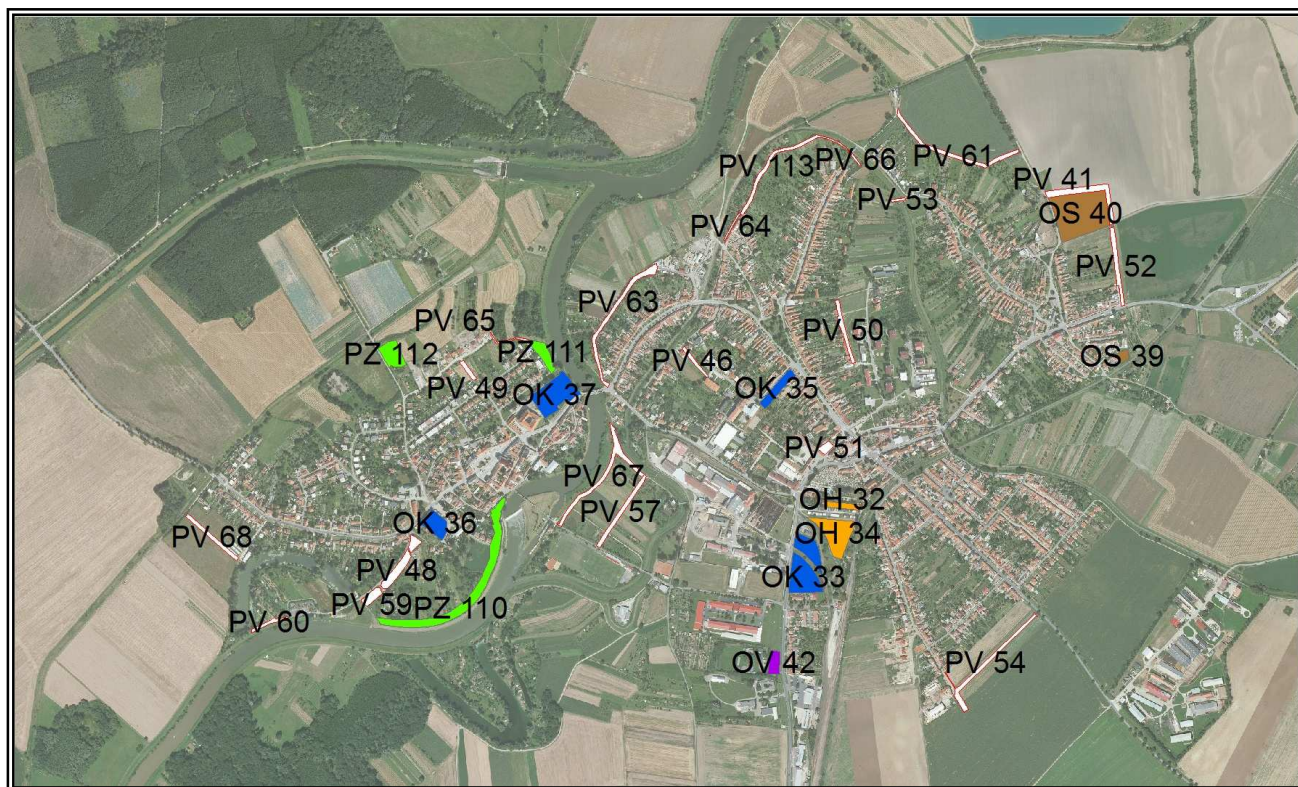 PV 113
PV 66
PV 61
PV 41
PV 53
OS 40
PV 64
PV 52
PV 63
PV 65
PV 50
PZ 112
PZ 111
PV 46
OS 39
PV 49
OK 37
OK 35
PV 51
PV 67
PV 57
OH 32
OK 36
PV 68
OH 34
PV 48
OK 33
PV 59
PZ 110
PV 60
OV 42
PV 54